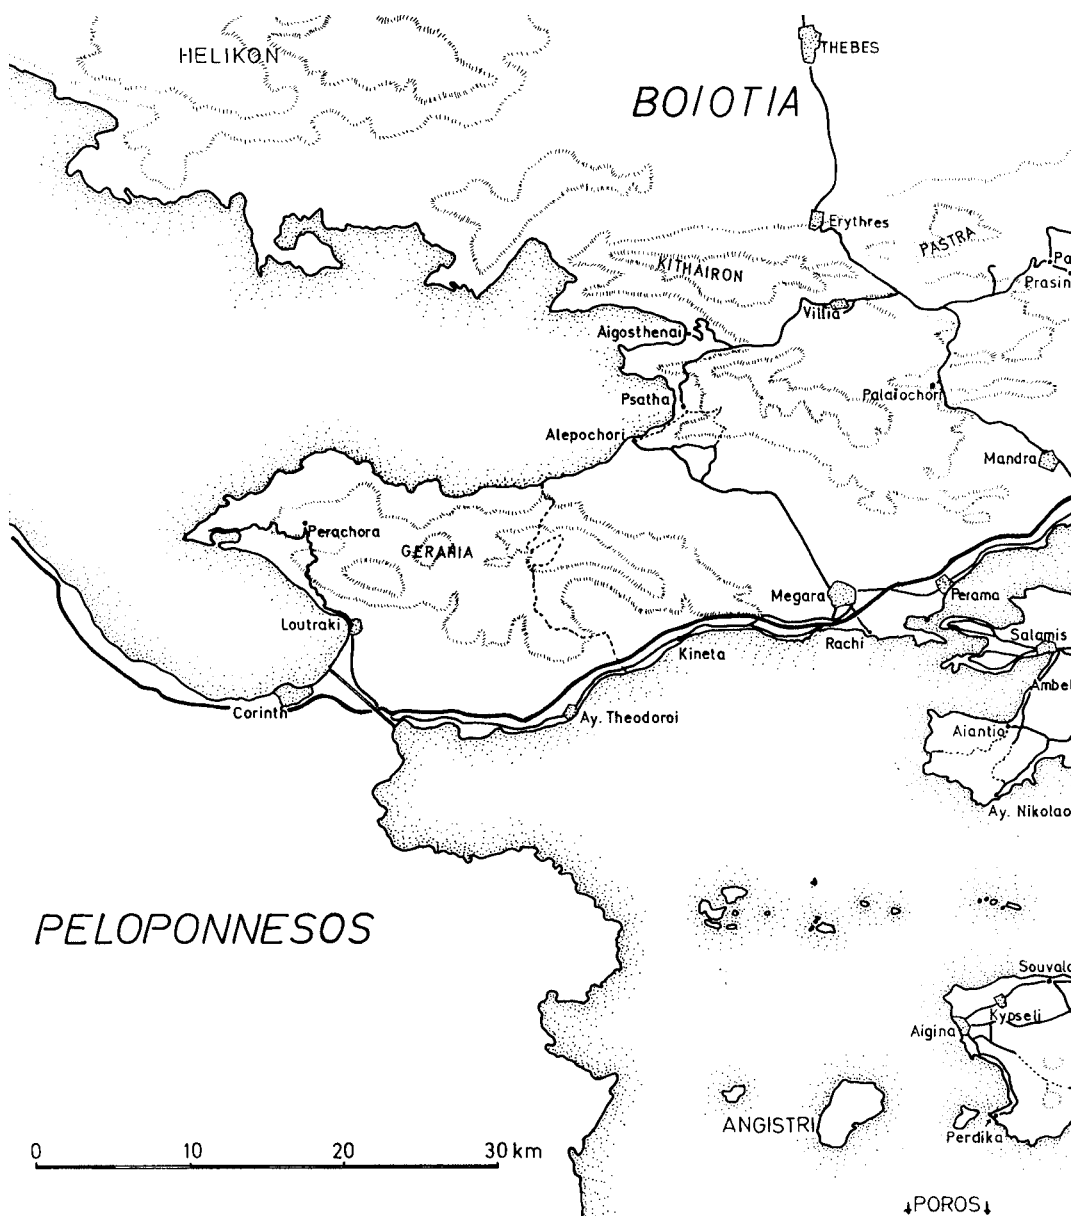 HELIKON
THEBES
BOIOTIA
Erythres
PASTRA
KITHAIRON
Pa
Prasin
Villia
Aigosthenai
Palaiochori
Psatha
Alepochori
Mandra
Perachora
GERANIA
Megara
Perama
Loutraki
Salamis
Rachi
Kineta
Ambel
Corinth
Ay. Theodoroi
Aiantio
Ay. Nikolao
PELOPONNESOS
Souvala
Kypseli
Aigina
ANGISTRI
Perdika
0 10 20 30 km
↓POROS↓